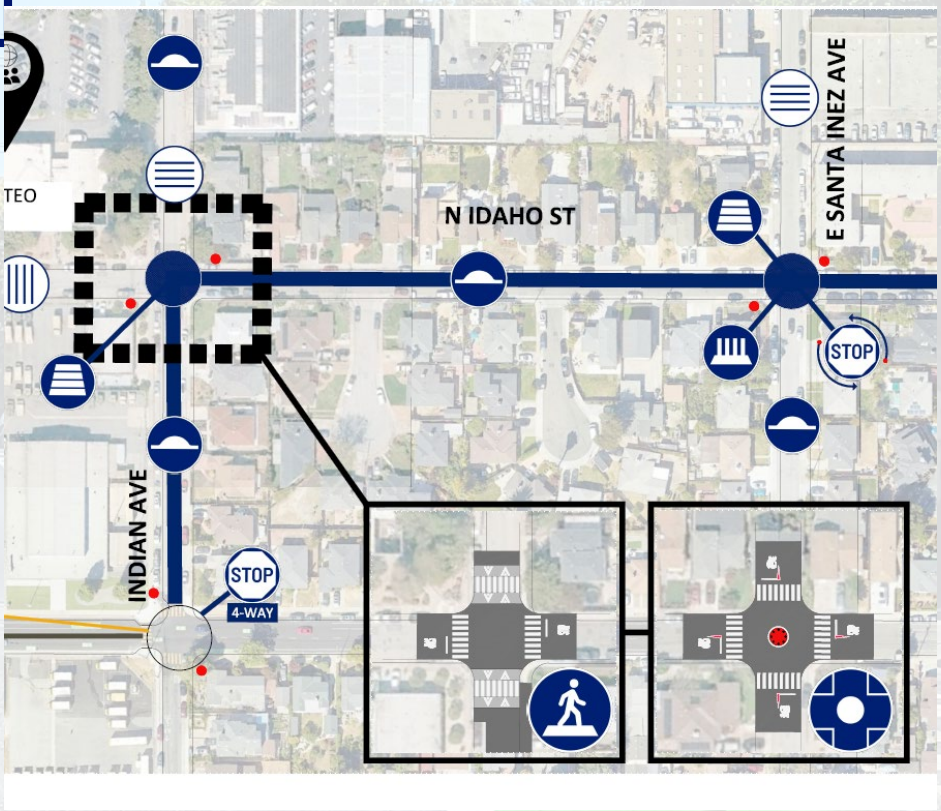 E SANTA INEZ AVE
TEO
N IDAHO ST
STOP
INDIAN AVE
STOP
4-WAY